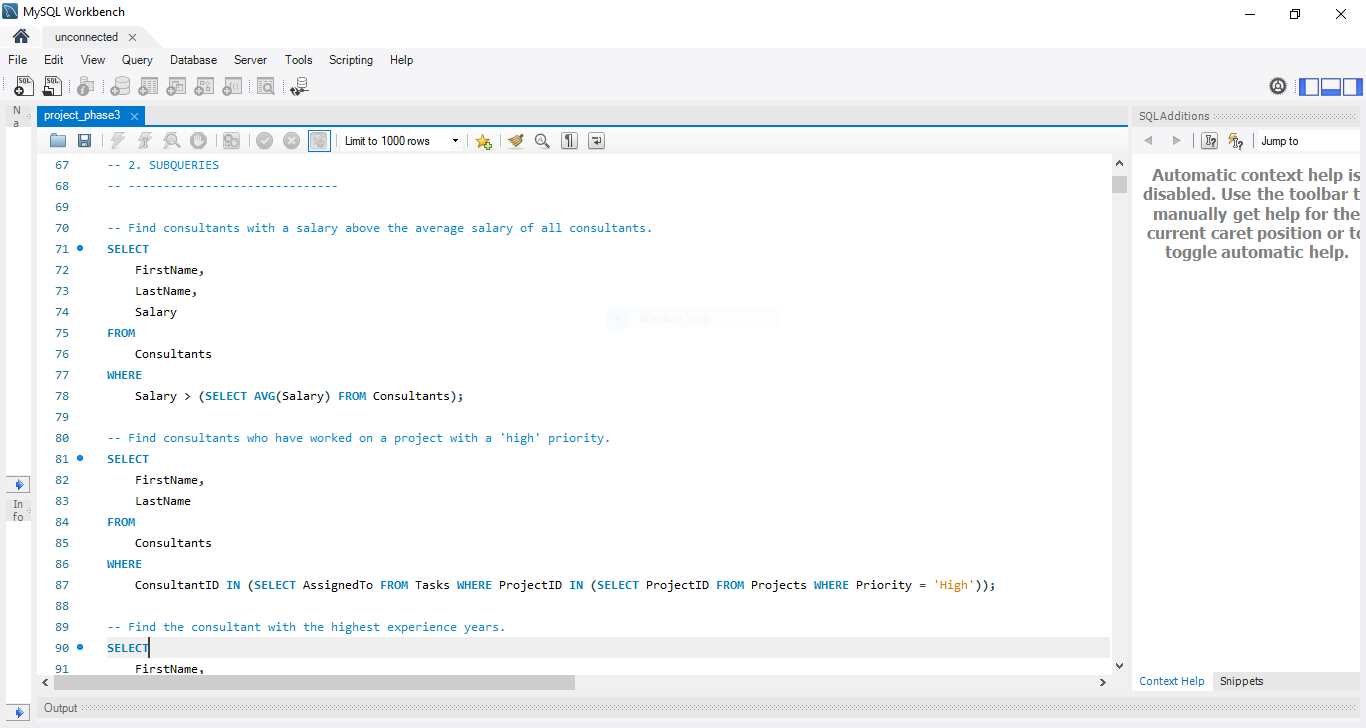 MySQL Workbench
unconnected
File Edit View Query Database Server Tools Scripting Help
N
a
project_phase3
SQLAdditions
Limit to 1000 rows
Jump to
67 -- 2. SUBQUERIES
68 -- ------------------------------
69
70 -- Find consultants with a salary above the average salary of all consultants.
71 SELECT
72 FirstName,
73 LastName,
74 Salary
75 FROM
76 Consultants
77 WHERE
78 Salary > (SELECT AVG(Salary) FROM Consultants);
79
80 -- Find consultants who have worked on a project with a 'high' priority.
81 SELECT
82 FirstName,
83 LastName
84 FROM
85 Consultants
86 WHERE
87 ConsultantID IN (SELECT AssignedTo FROM Tasks WHERE ProjectID IN (SELECT ProjectID FROM Projects WHERE Priority = 'High'));
88
89 -- Find the consultant with the highest experience years.
90 SELECT
91 FirstName,
Window Snip
In
fo
Automatic context help is
disabled. Use the toolbar t
manually get help for the
current caret position or to
toggle automatic help.
Context Help Snippets
Output